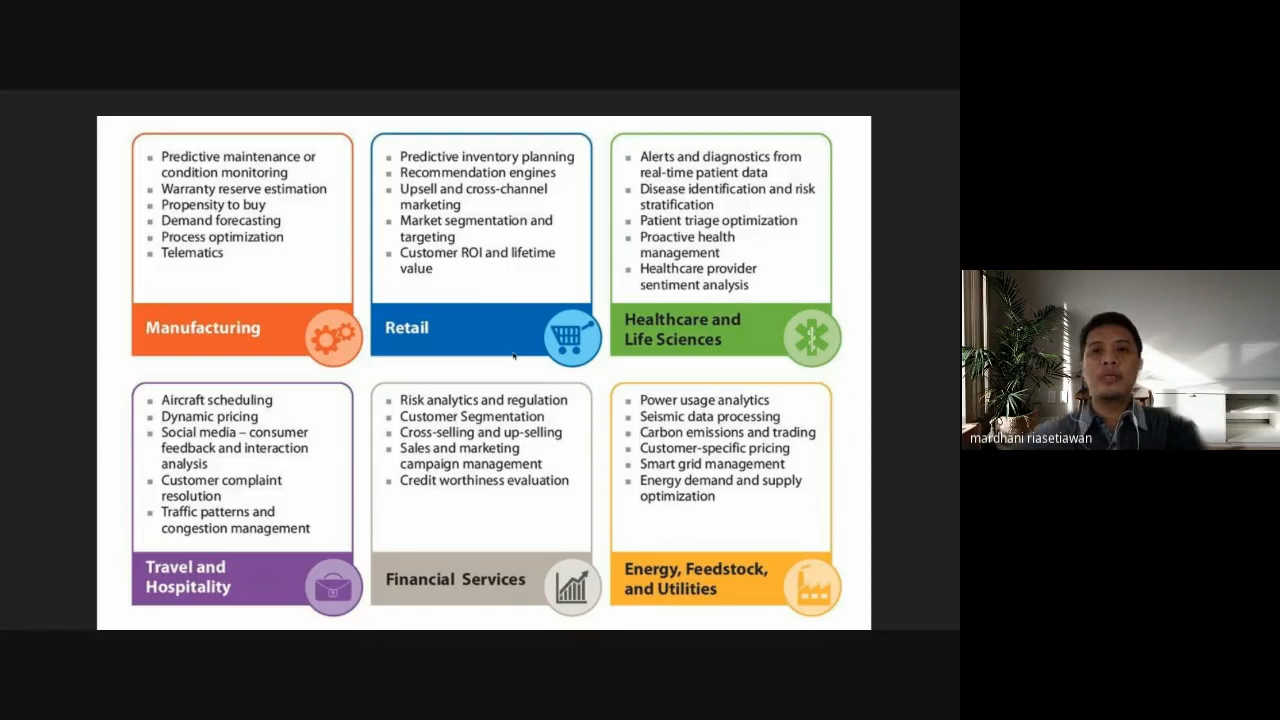 Predictive maintenance or
condition monitoring
Warranty reserve estimation
Propensity to buy
Demand forecasting
Process optimization
Telematics
Manufacturing
Predictive inventory planning
Recommendation engines
Upsell and cross-channel
marketing
Market segmentation and
targeting
Customer ROI and lifetime
value
Retail
Alerts and diagnostics from
real-time patient data
Disease identification and risk
stratification
Patient triage optimization
Proactive health
management
Healthcare provider
sentiment analysis
Healthcare and
Life Sciences
Aircraft scheduling
Dynamic pricing
Social media – consumer
feedback and interaction
analysis
Customer complaint
resolution
Traffic patterns and
congestion management
Travel and
Hospitality
Risk analytics and regulation
Customer Segmentation
Cross-selling and up-selling
Sales and marketing
campaign management
Credit worthiness evaluation
Financial Services
Power usage analytics
Seismic data processing
Carbon emissions and trading
Customer-specific pricing
Smart grid management
Energy demand and supply
optimization
Energy, Feedstock,
and Utilities
mardhani riasetiawan